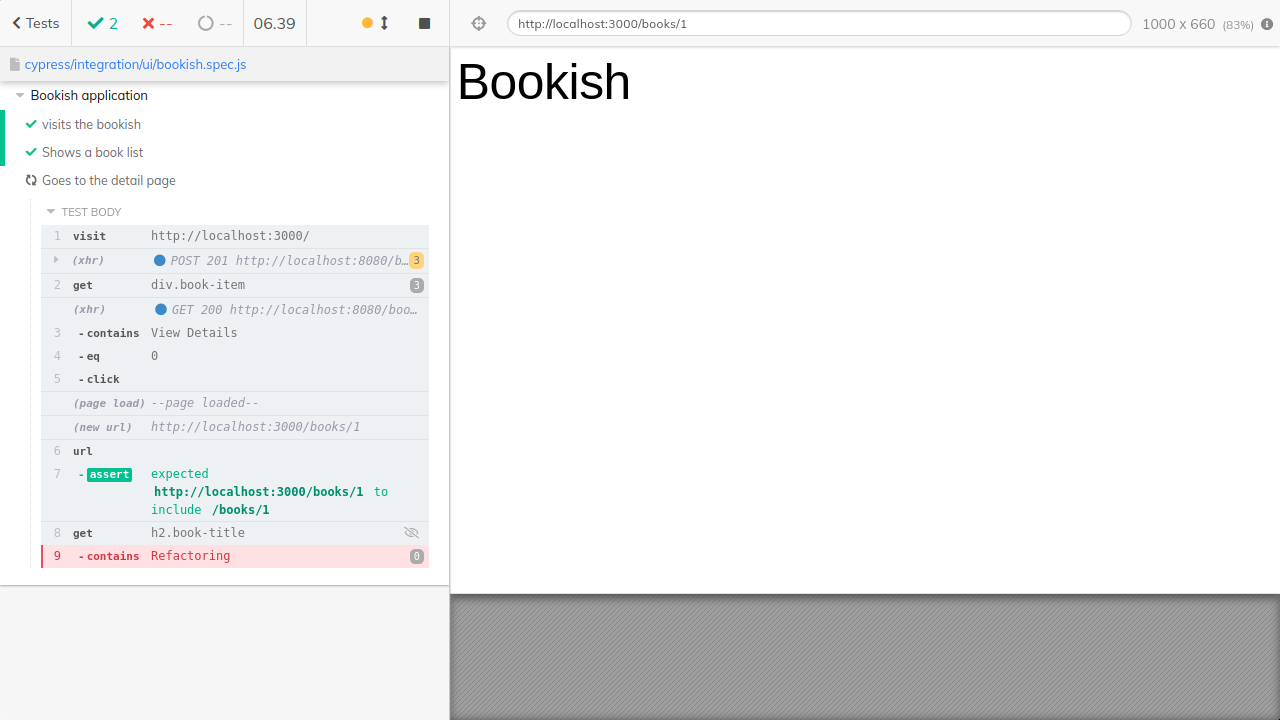 Tests 2 -- -- 06.39
http://localhost:3000/books/1 1000 x 660 (83%)
cypress/integration/ui/bookish.spec.js
Bookish application
visits the bookish
Shows a book list
Goes to the detail page
TEST BODY
1 visit http://localhost:3000/
(xhr) POST 201 http://localhost:8080/b… 3
2 get div.book-item 3
(xhr) GET 200 http://localhost:8080/boo…
3 -contains View Details
4 -eq 0
5 -click
(page load) --page loaded--
(new url) http://localhost:3000/books/1
6 url
7 -assert expected
http://localhost:3000/books/1 to
include /books/1
8 get h2.book-title
9 -contains Refactoring 0
Bookish